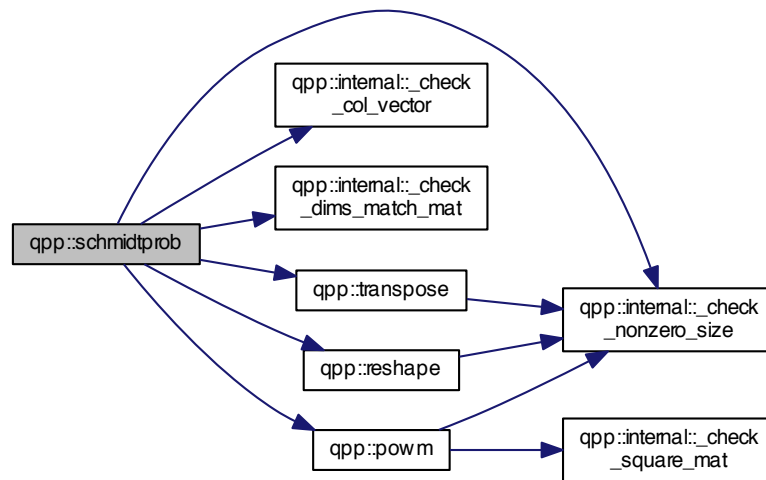 qpp::internal::_check
_col_vector
qpp::internal::_check
_dims_match_mat
qpp::schmidtprob
qpp::transpose
qpp::internal::_check
_nonzero_size
qpp::reshape
qpp::powm
qpp::internal::_check
_square_mat